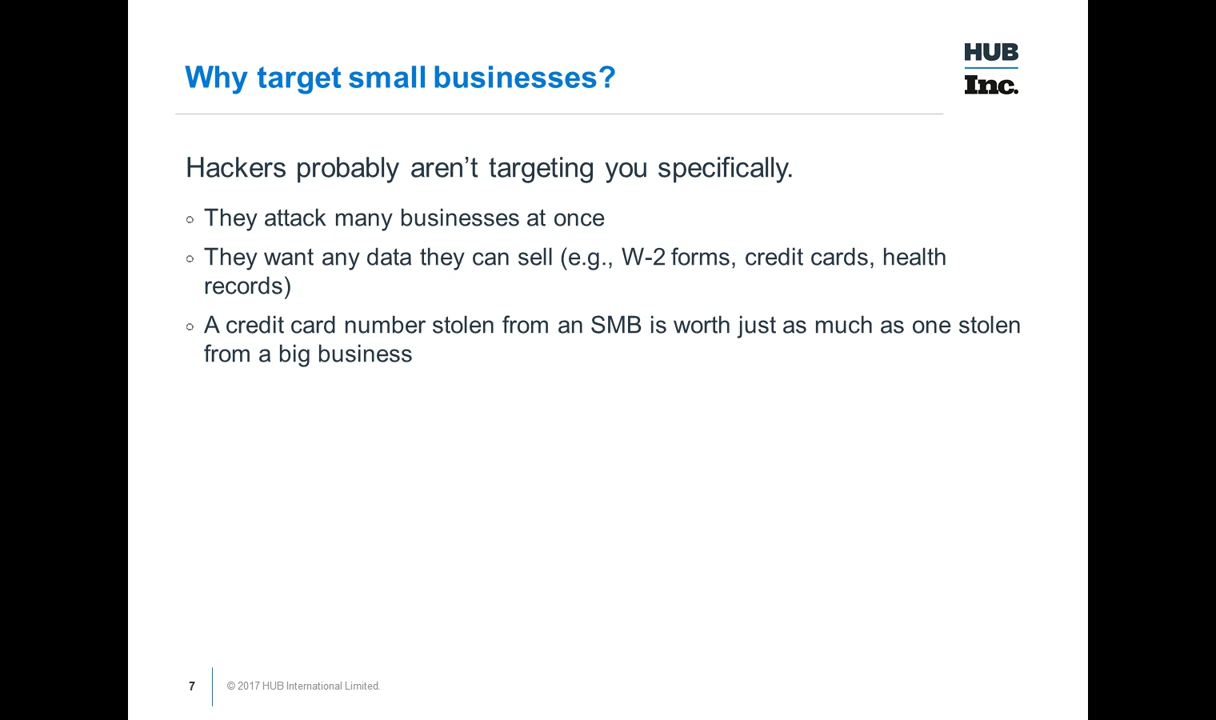 Why target small businesses?
HUB
Inc.
Hackers probably aren’t targeting you specifically.
○ They attack many businesses at once
○ They want any data they can sell (e.g., W-2 forms, credit cards, health
records)
○ A credit card number stolen from an SMB is worth just as much as one stolen
from a big business
7
© 2017 HUB International Limited.